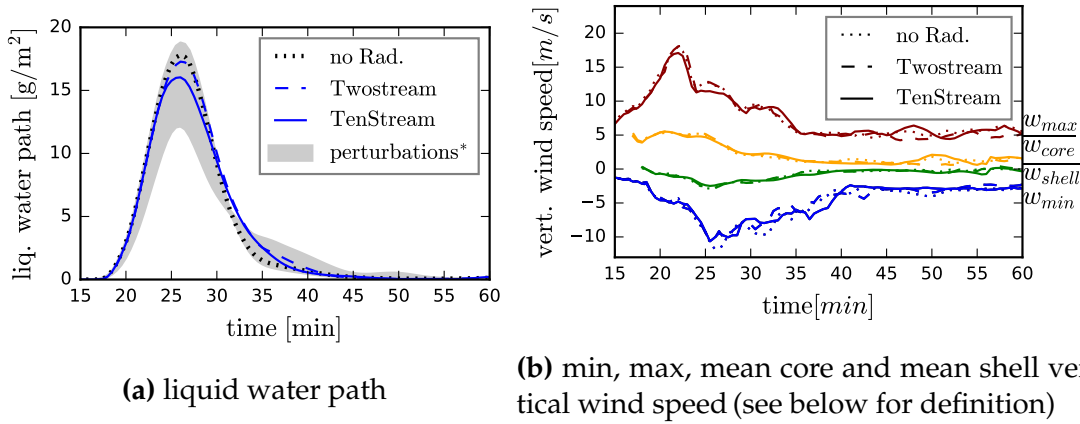 liq. water path [g/m²]
20
15
10
5
0
no Rad.
Twostream
TenStream
perturbations*
15 20 25 30 35 40 45 50 55 60
time [min]
(a) liquid water path
vert. wind speed[m/s]
20
15
10
5
0
−5
−10
no Rad.
Twostream
TenStream
w_max
w_core
w_shell
w_min
15 20 25 30 35 40 45 50 55 60
time[min]
(b) min, max, mean core and mean shell ver
tical wind speed (see below for definition)